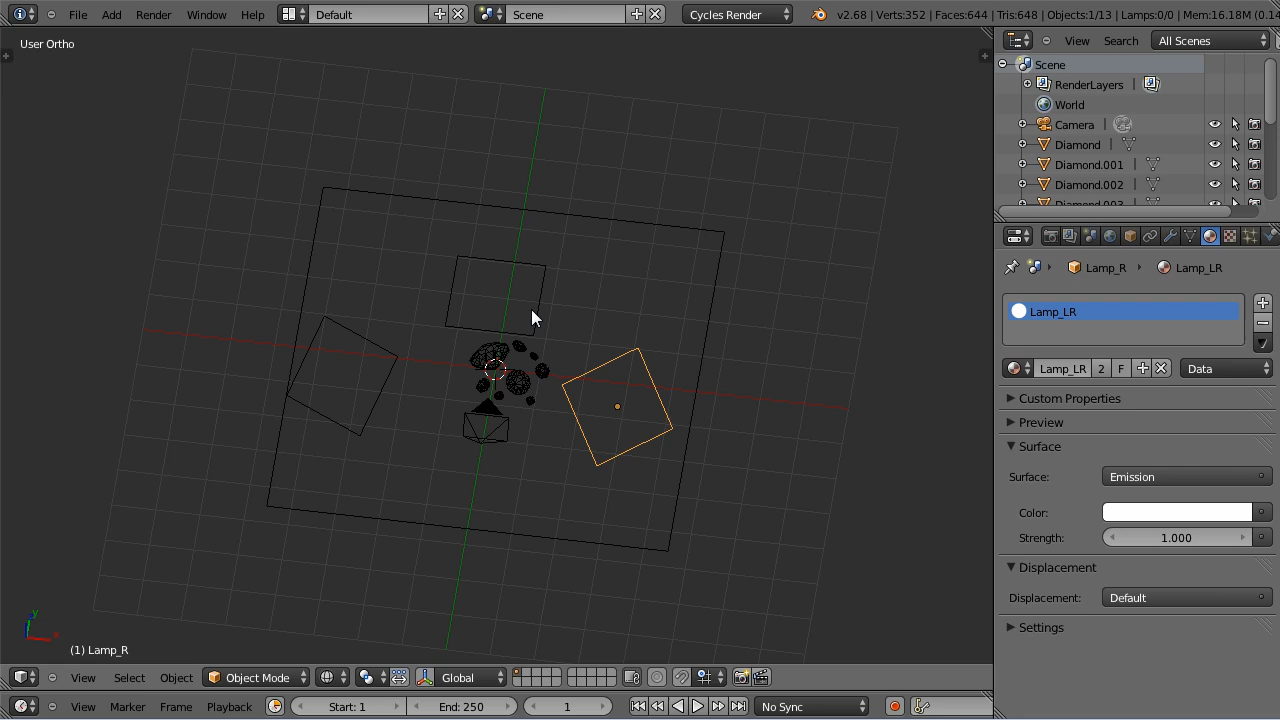 File Add Render Window Help Default Scene Cycles Render v2.68 | Verts:352 | Faces:644 | Tris:648 | Objects:1/13 | Lamps:0/0 | Mem:16.18M (0.14
User Ortho
View Search All Scenes
Scene
RenderLayers
World
Camera
Diamond
Diamond.001
Diamond.002
Diamond.003
Lamp_R Lamp_LR
Lamp_LR
Lamp_LR 2 F Data
Custom Properties
Preview
Surface
Surface: Emission
Color:
Strength: 1.000
Displacement
Displacement: Default
Settings
y
x
(1) Lamp_R
View Select Object Object Mode Global
View Marker Frame Playback Start: 1 End: 250 1 No Sync